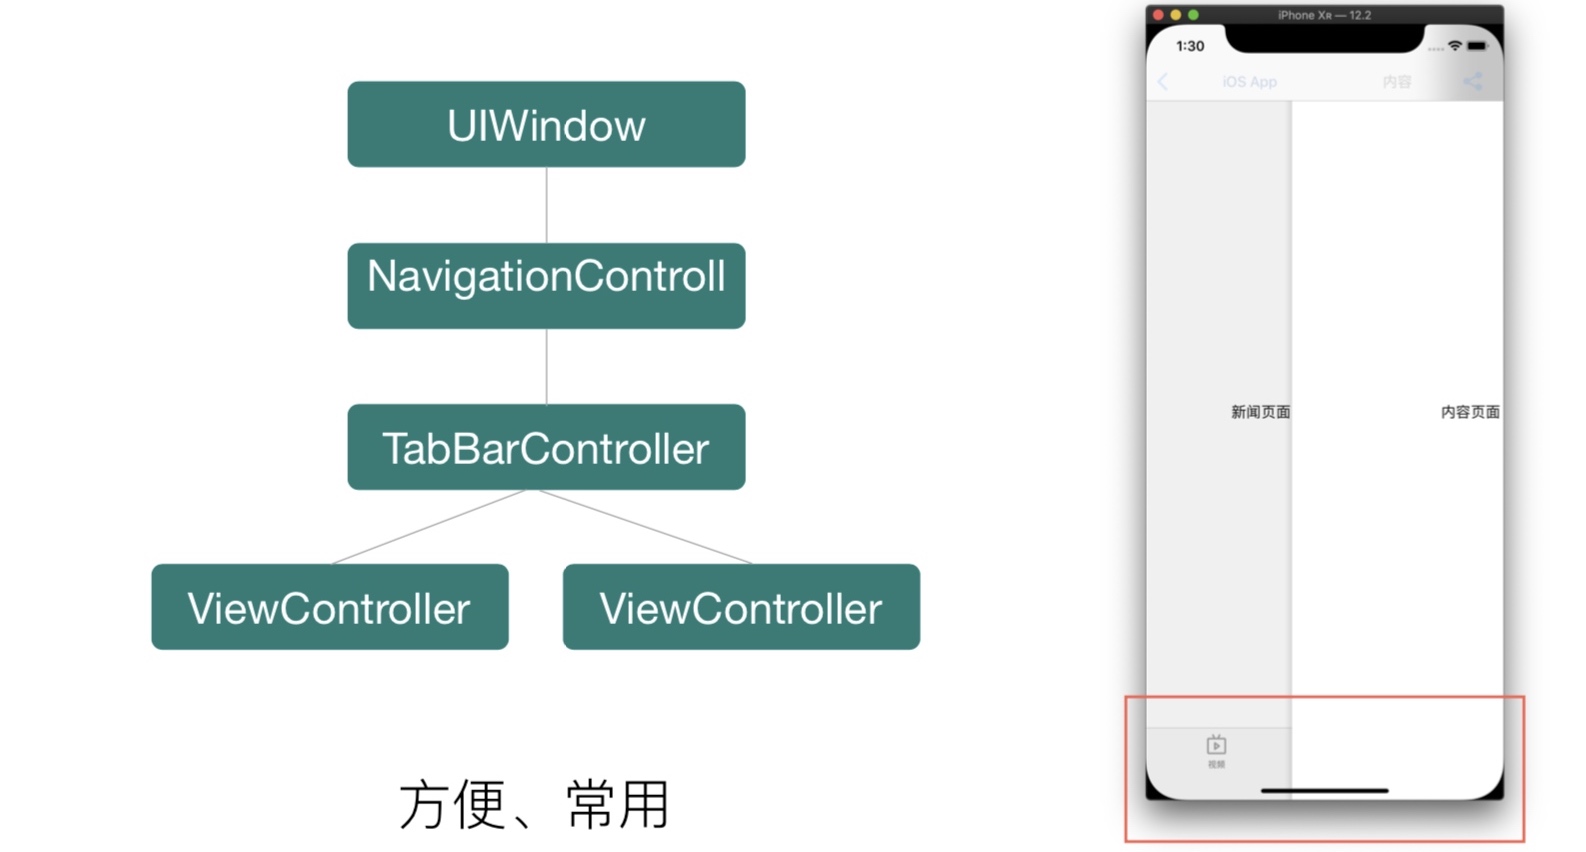 UIWindow
NavigationControll
TabBarController
ViewController
ViewController
方便、常用
iPhone XR — 12.2
1:30
iOS App
内容
新闻页面
内容页面
视频